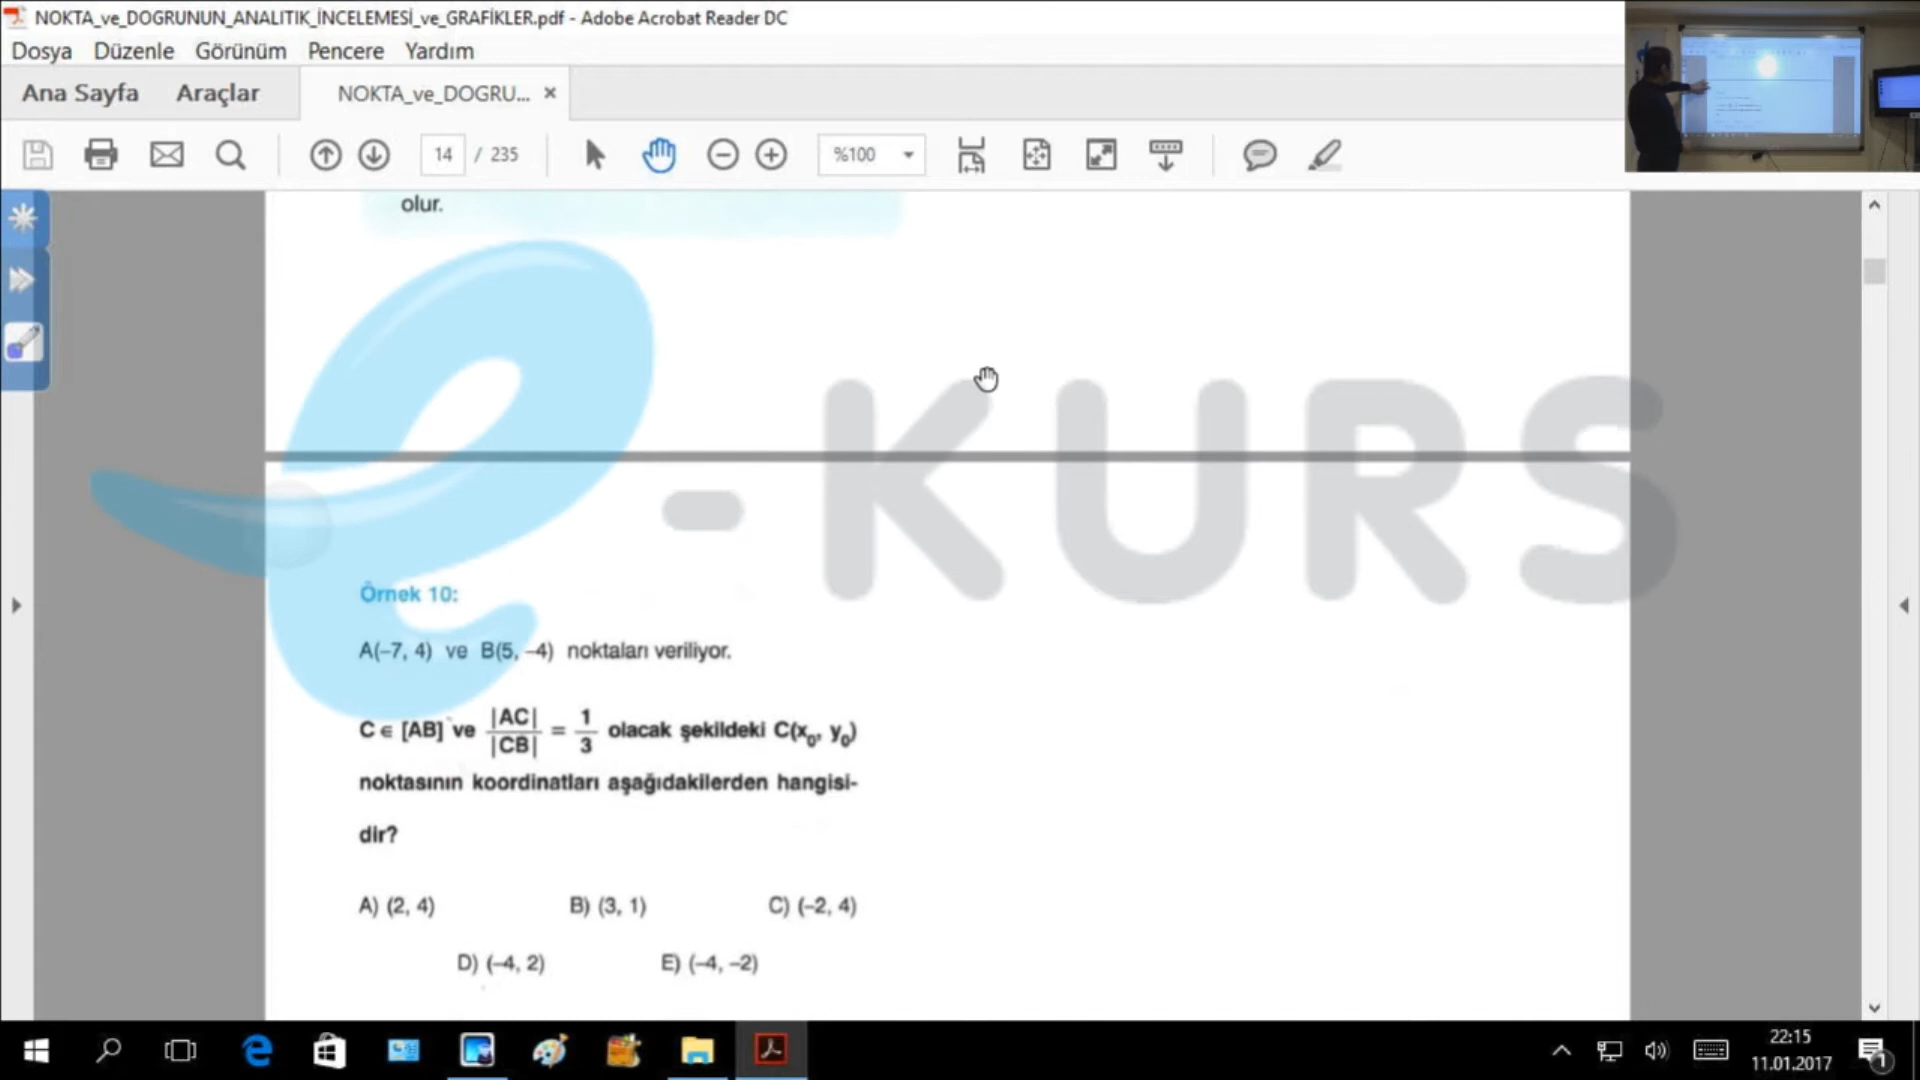 NOKTA_ve_DOGRUNUN_ANALITIK_İNCELEMESİ_ve_GRAFİKLER.pdf - Adobe Acrobat Reader DC
Dosya Düzenle Görünüm Pencere Yardım
Ana Sayfa Araçlar NOKTA_ve_DOGRU... ×
14 / 235 %100
olur.
e-KURS
Örnek 10:
A(–7, 4) ve B(5, –4) noktaları veriliyor.
C ∈ [AB] ve |AC| / |CB| = 1/3 olacak şekildeki C(x₀, y₀)
noktasının koordinatları aşağıdakilerden hangisi-
dir?
A) (2, 4) B) (3, 1) C) (–2, 4)
D) (–4, 2) E) (–4, –2)
22:15
11.01.2017
1